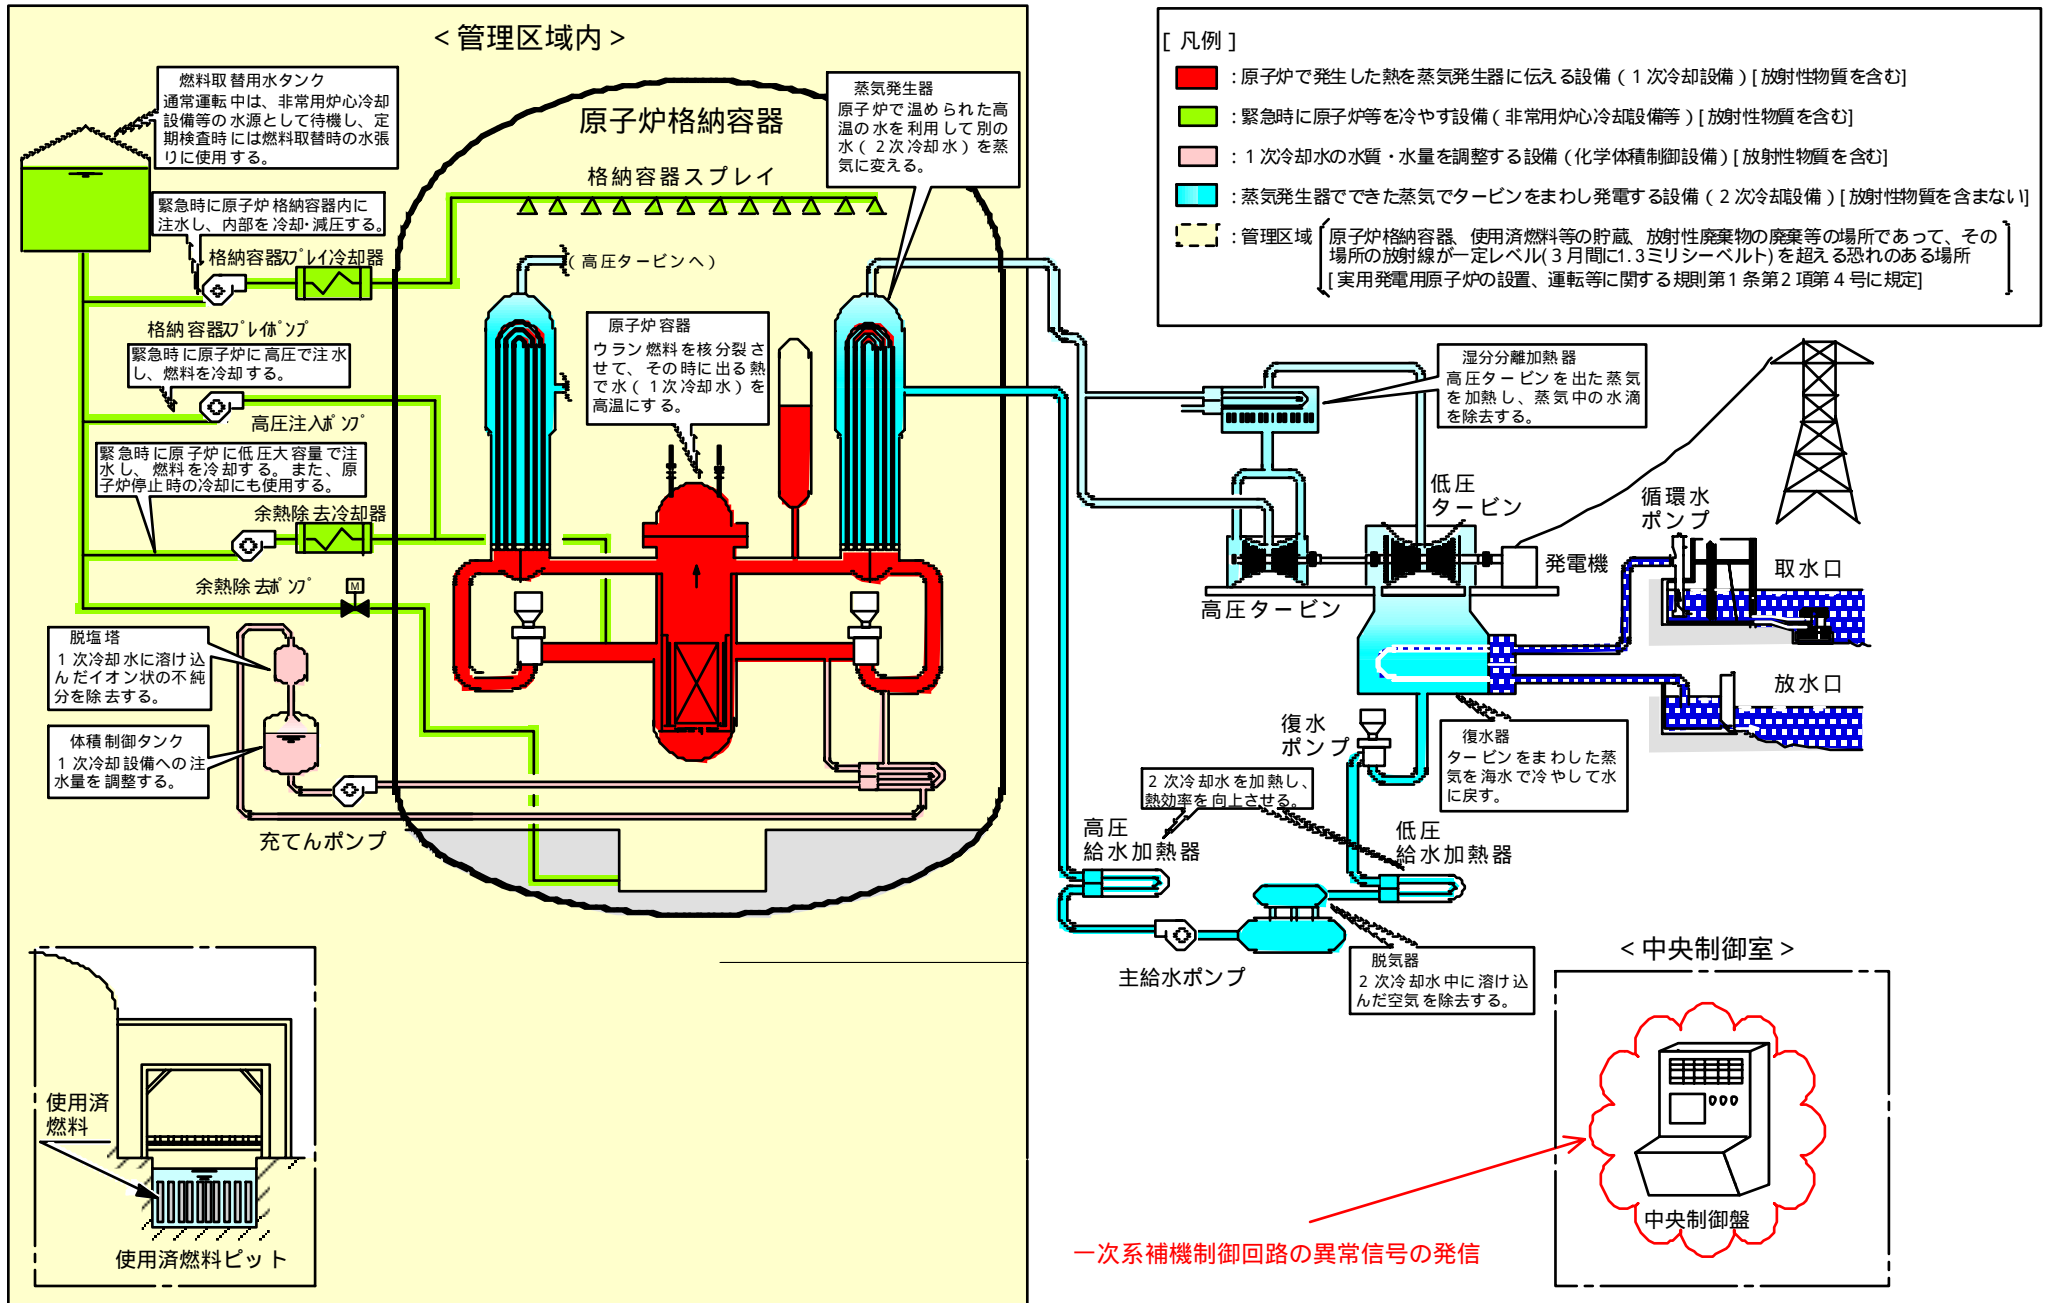 ＜管理区域内＞
燃料取替用水タンク
通常運転中は、非常用炉心冷却
設備等の水源として待機し、定
期検査時には燃料取替時の水張
りに使用する。
緊急時に原子炉格納容器内に
注水し、内部を冷却・減圧する。
格納容器ｽﾌﾟﾚｲ冷却器
格納容器ｽﾌﾟﾚｲﾎﾟﾝﾌﾟ
緊急時に原子炉に高圧で注水
し、燃料を冷却する。
高圧注入ﾎﾟﾝﾌﾟ
緊急時に原子炉に低圧大容量で注
水し、燃料を冷却する。また、原
子炉停止時の冷却にも使用する。
余熱除去冷却器
余熱除去ﾎﾟﾝﾌﾟ
M
脱塩塔
１次冷却水に溶け込
んだイオン状の不純
分を除去する。
体積制御タンク
１次冷却設備への注
水量を調整する。
充てんポンプ
原子炉格納容器
格納容器スプレイ
蒸気発生器
原子炉で温められた高
温の水を利用して別の
水（２次冷却水）を蒸
気に変える。
（高圧タービンへ）
原子炉容器
ウラン燃料を核分裂さ
せて、その時に出る熱
で水（１次冷却水）を
高温にする。
使用済
燃料
使用済燃料ピット
[ 凡例 ]
：原子炉で発生した熱を蒸気発生器に伝える設備（１次冷却設備）[放射性物質を含む]
：緊急時に原子炉等を冷やす設備（非常用炉心冷却設備等）[放射性物質を含む]
：１次冷却水の水質・水量を調整する設備（化学体積制御設備）[放射性物質を含む]
：蒸気発生器でできた蒸気でタービンをまわし発電する設備（２次冷却設備）[放射性物質を含まない]
：管理区域
原子炉格納容器、使用済燃料等の貯蔵、放射性廃棄物の廃棄等の場所であって、その
場所の放射線が一定レベル(３月間に1.3ミリシーベルト)を超える恐れのある場所
[実用発電用原子炉の設置、運転等に関する規則第１条第２項第４号に規定]
湿分分離加熱器
高圧タービンを出た蒸気
を加熱し、蒸気中の水滴
を除去する。
低圧
タービン
高圧タービン
発電機
循環水
ポンプ
取水口
放水口
復水
ポンプ
復水器
タービンをまわした蒸
気を海水で冷やして水
に戻す。
２次冷却水を加熱し、
熱効率を向上させる。
高圧
給水加熱器
低圧
給水加熱器
主給水ポンプ
脱気器
２次冷却水中に溶け込
んだ空気を除去する。
＜中央制御室＞
中央制御盤
一次系補機制御回路の異常信号の発信